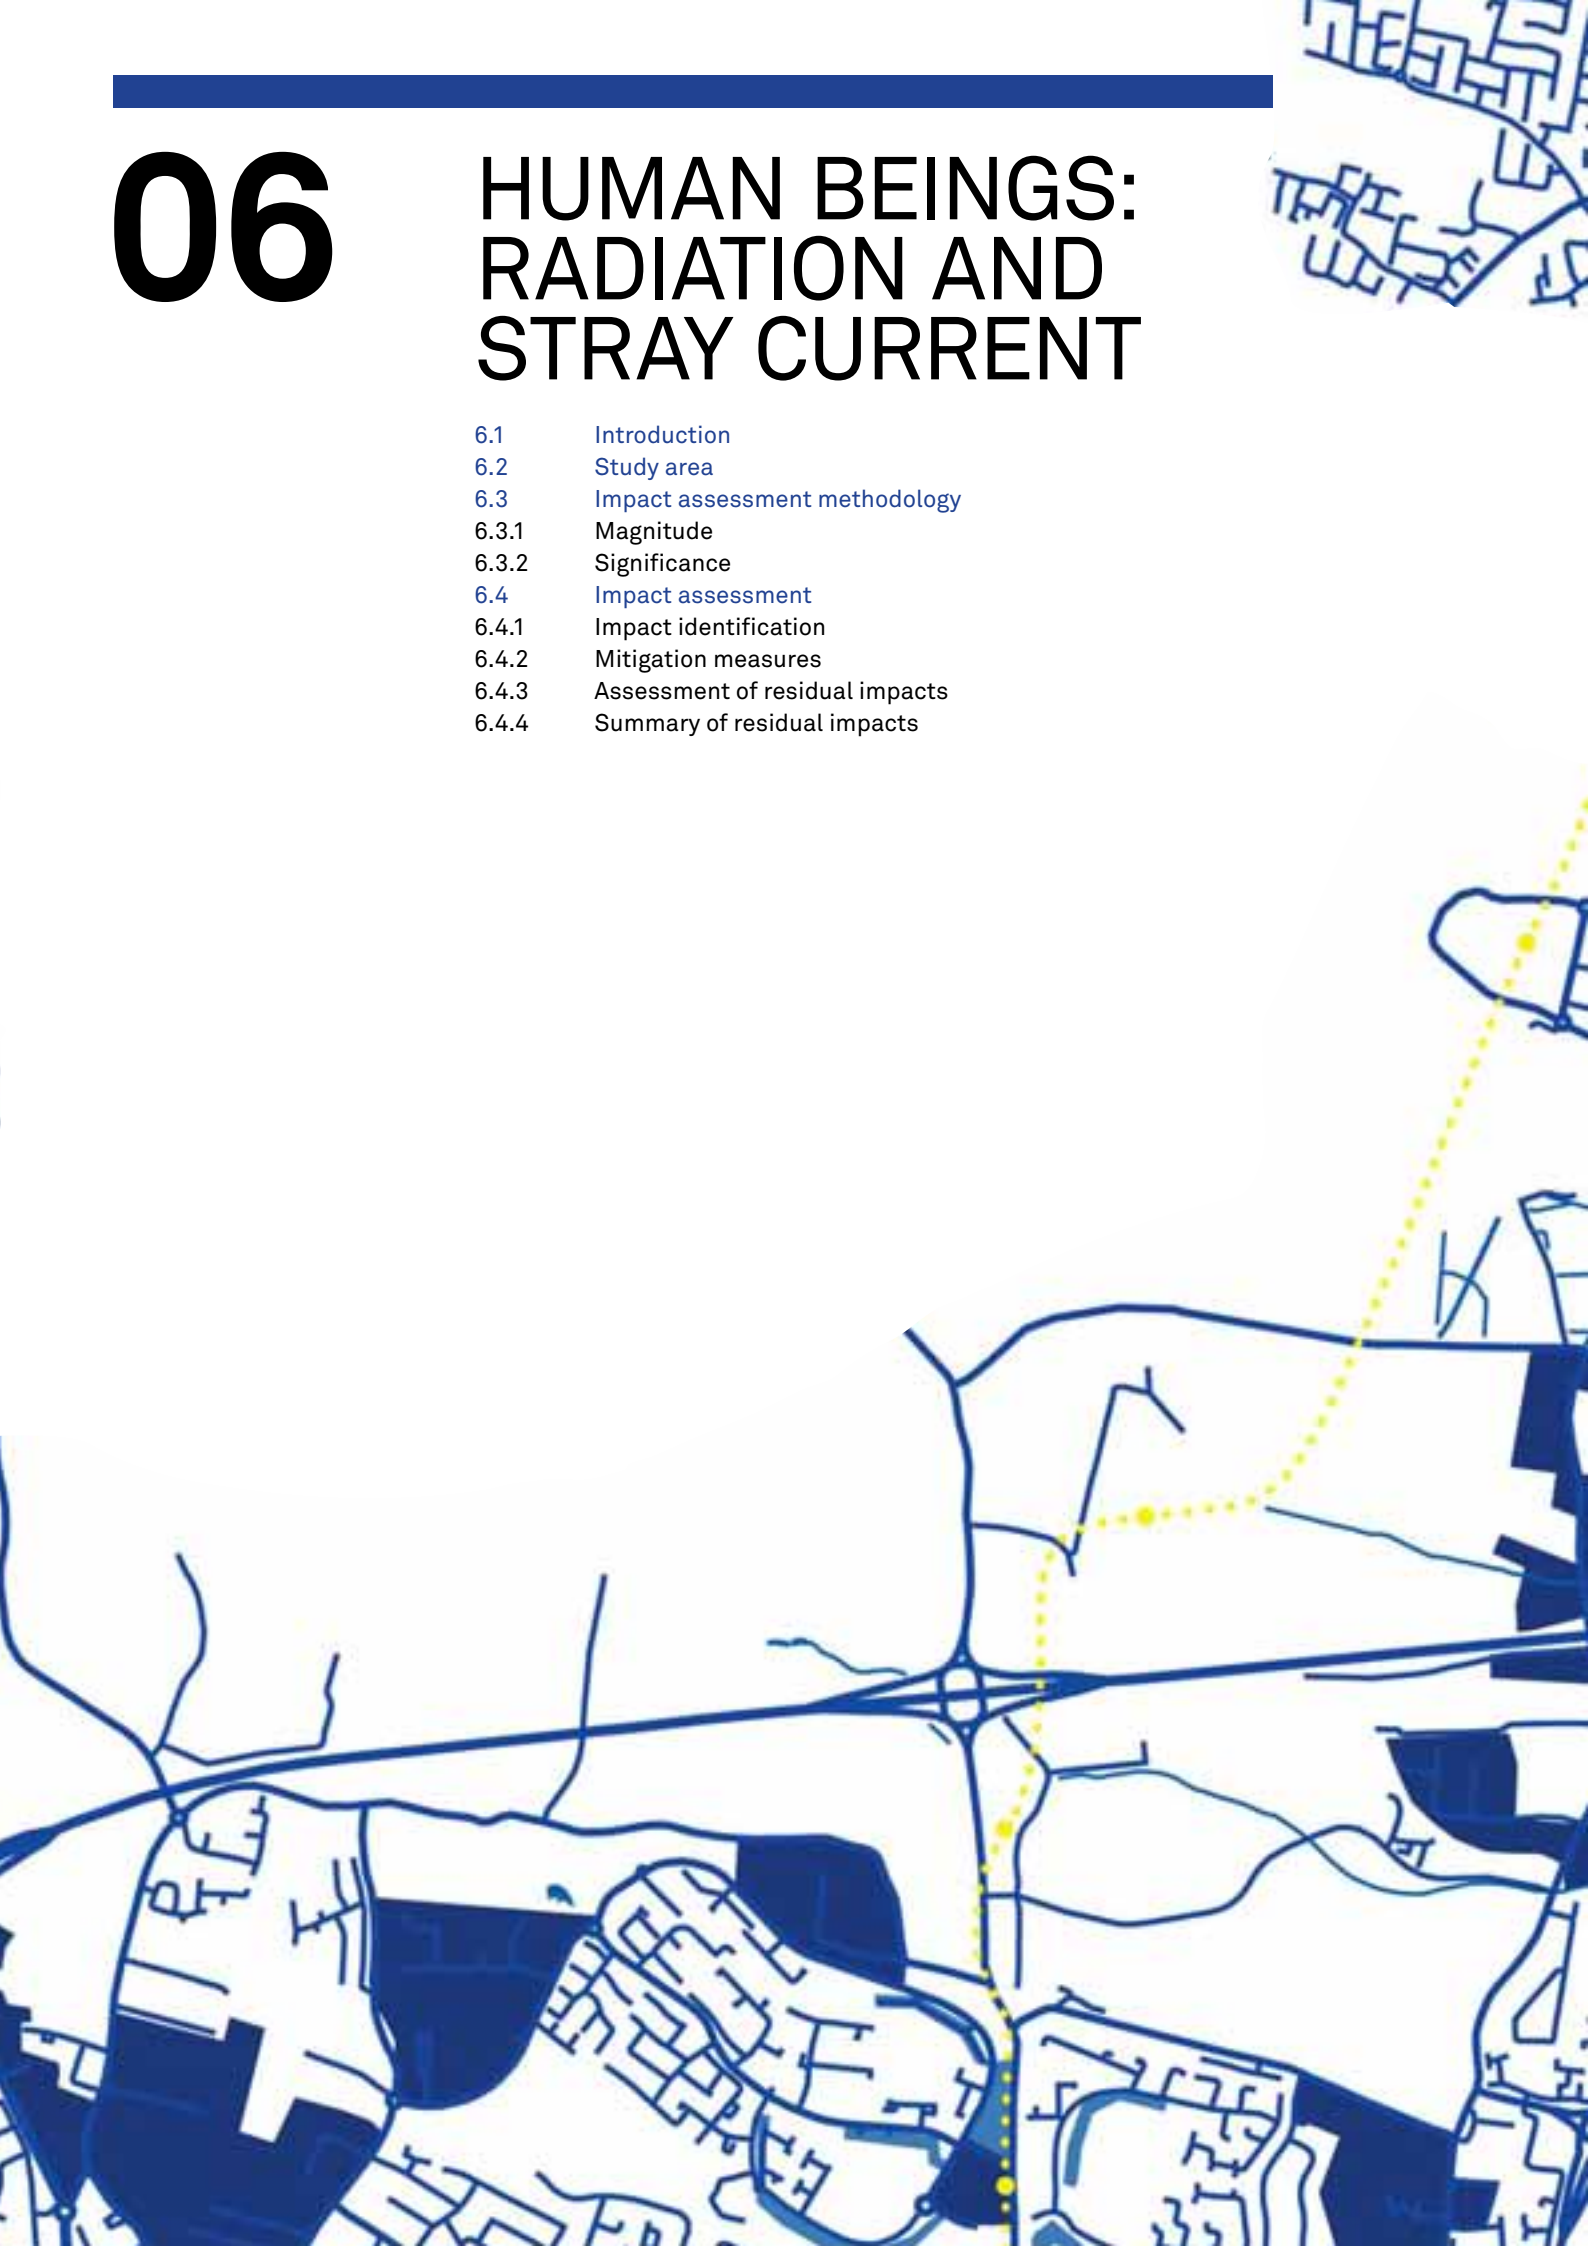 06
HUMAN BEINGS:
RADIATION AND
STRAY CURRENT
6.1 Introduction
6.2 Study area
6.3 Impact assessment methodology
6.3.1 Magnitude
6.3.2 Significance
6.4 Impact assessment
6.4.1 Impact identification
6.4.2 Mitigation measures
6.4.3 Assessment of residual impacts
6.4.4 Summary of residual impacts